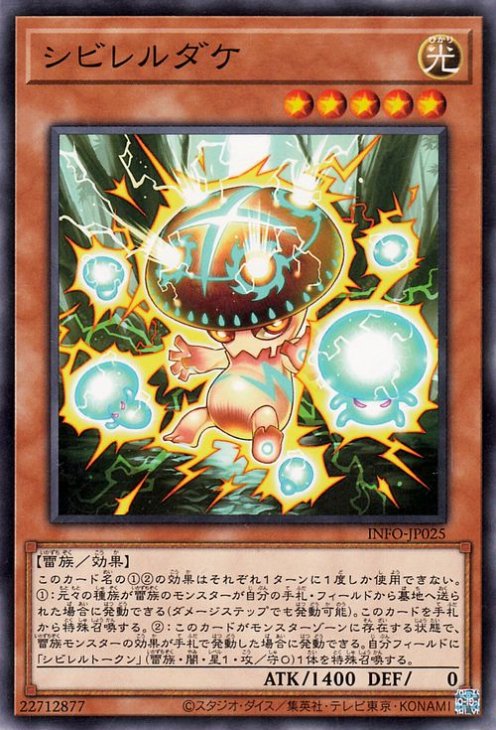 シビレルダケ
ひかり
光
INFO-JP025
【雷族／効果】
このカード名の①②の効果はそれぞれ1ターンに1度しか使用できない。
①：元々の種族が雷族のモンスターが自分の手札・フィールドから墓地へ送ら
れた場合に発動できる(ダメージステップでも発動可能)。このカードを手札
から特殊召喚する。②：このカードがモンスターゾーンに存在する状態で、
雷族モンスターの効果が手札で発動した場合に発動できる。自分フィールドに
「シビレルトークン」(雷族・闇・星1・攻／守0)1体を特殊召喚する。
ATK/1400 DEF/ 0
22712877 ©スタジオ・ダイス／集英社・テレビ東京・KONAMI